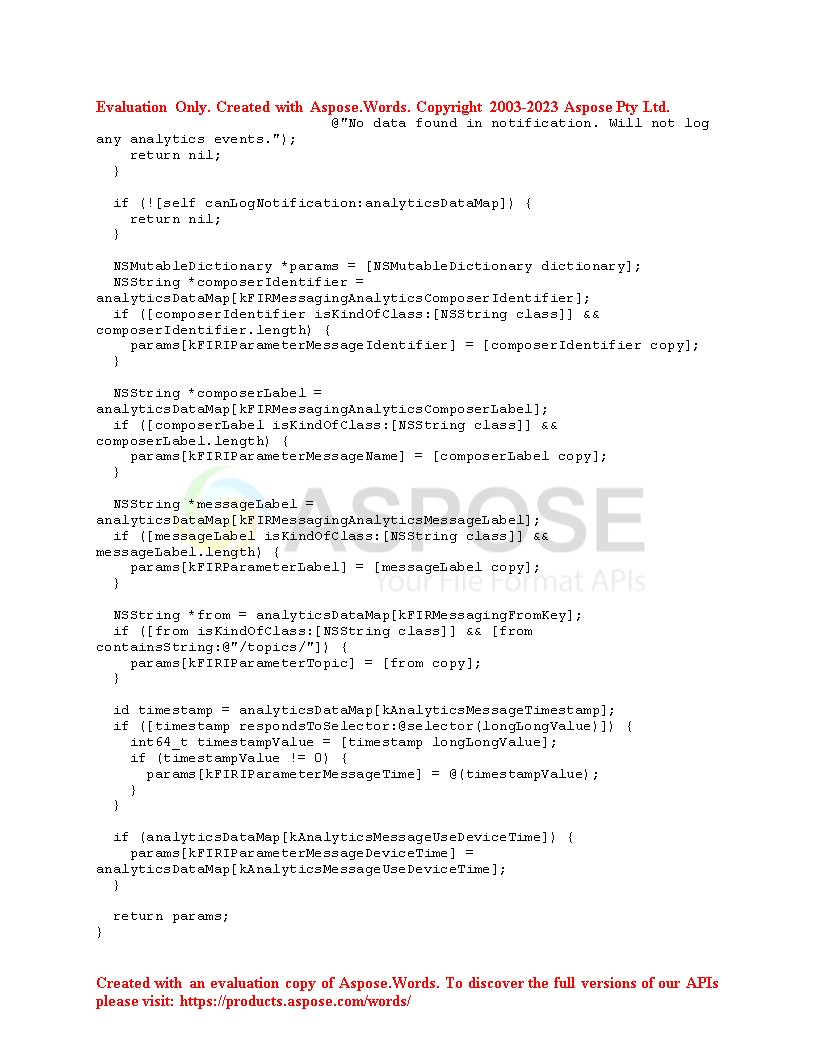 Evaluation Only. Created with Aspose.Words. Copyright 2003-2023 Aspose Pty Ltd.
                            @"No data found in notification. Will not log
any analytics events.");
    return nil;
  }

  if (![self canLogNotification:analyticsDataMap]) {
    return nil;
  }

  NSMutableDictionary *params = [NSMutableDictionary dictionary];
  NSString *composerIdentifier =
analyticsDataMap[kFIRMessagingAnalyticsComposerIdentifier];
  if ([composerIdentifier isKindOfClass:[NSString class]] &&
composerIdentifier.length) {
    params[kFIRIParameterMessageIdentifier] = [composerIdentifier copy];
  }

  NSString *composerLabel =
analyticsDataMap[kFIRMessagingAnalyticsComposerLabel];
  if ([composerLabel isKindOfClass:[NSString class]] &&
composerLabel.length) {
    params[kFIRIParameterMessageName] = [composerLabel copy];
  }

  NSString *messageLabel =
analyticsDataMap[kFIRMessagingAnalyticsMessageLabel];
  if ([messageLabel isKindOfClass:[NSString class]] &&
messageLabel.length) {
    params[kFIRParameterLabel] = [messageLabel copy];
  }
ASPOSE
Your File Format APIs

  NSString *from = analyticsDataMap[kFIRMessagingFromKey];
  if ([from isKindOfClass:[NSString class]] && [from
containsString:@"/topics/"]) {
    params[kFIRIParameterTopic] = [from copy];
  }

  id timestamp = analyticsDataMap[kAnalyticsMessageTimestamp];
  if ([timestamp respondsToSelector:@selector(longLongValue)]) {
    int64_t timestampValue = [timestamp longLongValue];
    if (timestampValue != 0) {
      params[kFIRIParameterMessageTime] = @(timestampValue);
    }
  }

  if (analyticsDataMap[kAnalyticsMessageUseDeviceTime]) {
    params[kFIRIParameterMessageDeviceTime] =
analyticsDataMap[kAnalyticsMessageUseDeviceTime];
  }

  return params;
}

Created with an evaluation copy of Aspose.Words. To discover the full versions of our APIs
please visit: https://products.aspose.com/words/